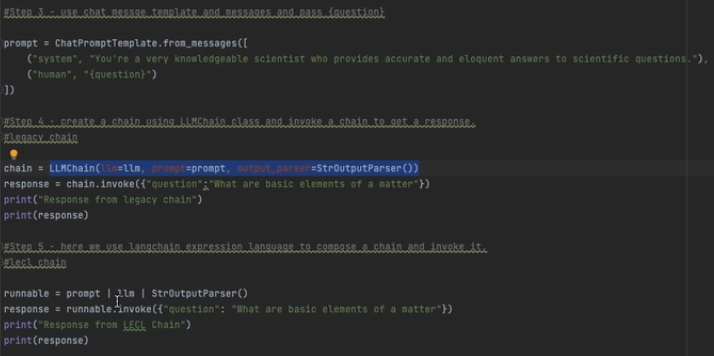 #Step 3 - use chat messge template and messages and pass {question}
prompt = ChatPromptTemplate.from_messages([
("system", "You're a very knowledgeable scientist who provides accurate and eloquent answers to scientific questions."),
("human", "{question}")
])
#Step 4 - create a chain using LLMChain class and invoke a chain to get a response.
#legacy chain
chain = LLMChain(llm=llm, prompt=prompt, output_parser=StrOutputParser())
response = chain.invoke({"question":"What are basic elements of a matter"})
print("Response from legacy chain")
print(response)
#Step 5 - here we use langchain expression language to compose a chain and invoke it.
#lecl chain
runnable = prompt | llm | StrOutputParser()
response = runnable.invoke({"question": "What are basic elements of a matter"})
print("Response from LECL Chain")
print(response)